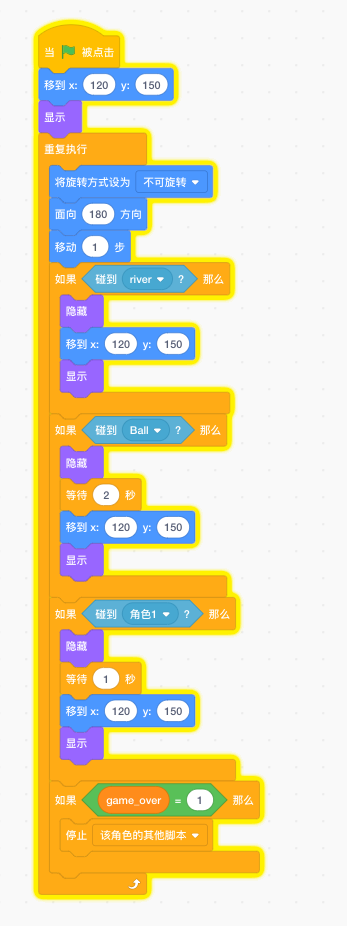 当 被点击
移到 x: 120 y: 150
显示
重复执行
将旋转方式设为 不可旋转
面向 180 方向
移动 1 步
如果 碰到 river ? 那么
隐藏
移到 x: 120 y: 150
显示
如果 碰到 Ball ? 那么
隐藏
等待 2 秒
移到 x: 120 y: 150
显示
如果 碰到 角色1 ? 那么
隐藏
等待 1 秒
移到 x: 120 y: 150
显示
如果 game_over = 1 那么
停止 该角色的其他脚本